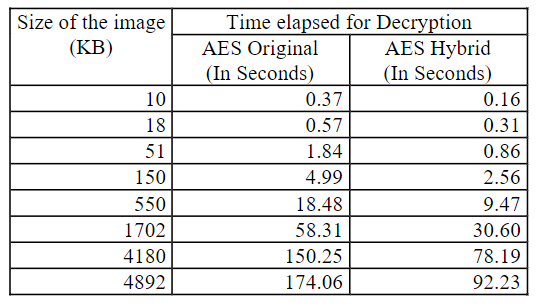 Size of the image (KB) Time elapsed for Decryption
AES Original (In Seconds) AES Hybrid (In Seconds)
10 0.37 0.16
18 0.57 0.31
51 1.84 0.86
150 4.99 2.56
550 18.48 9.47
1702 58.31 30.60
4180 150.25 78.19
4892 174.06 92.23